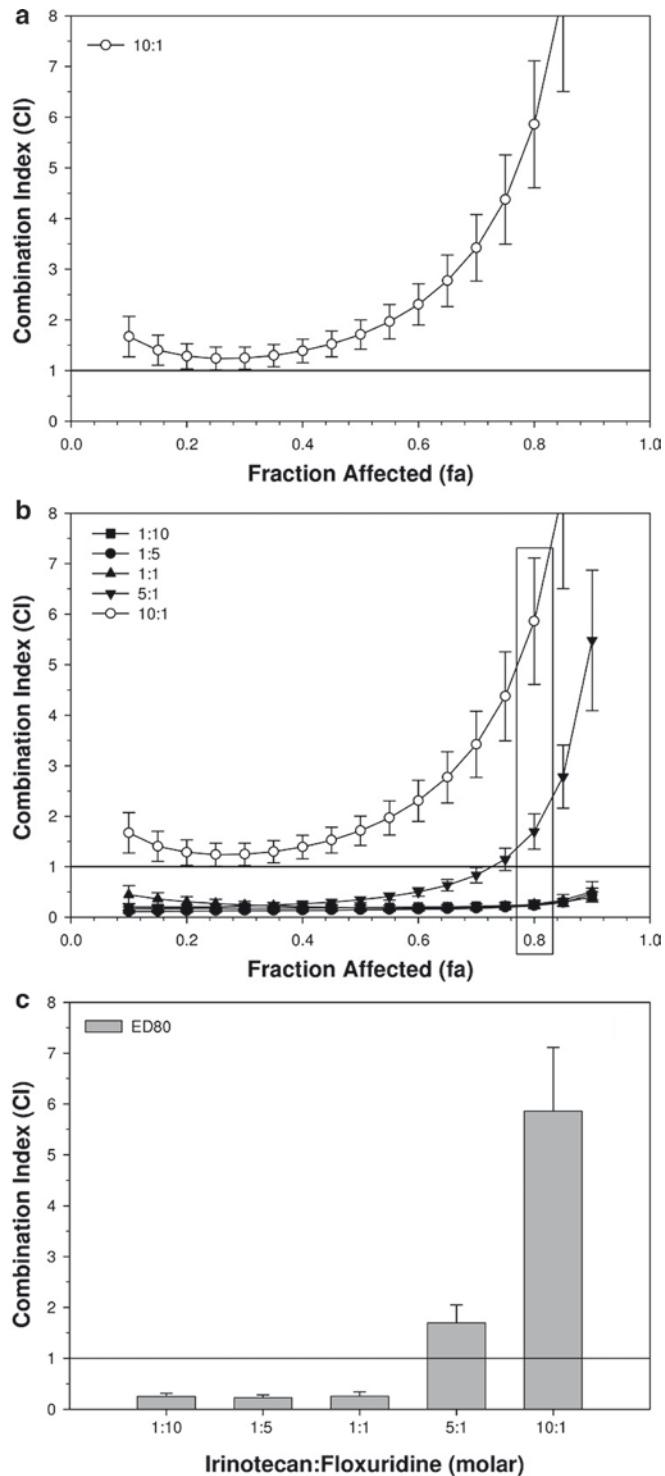 a
8
7
6
5
4
3
2
1
0
Combination Index (CI)
10:1
0.0 0.2 0.4 0.6 0.8 1.0
Fraction Affected (fa)
b
8
7
6
5
4
3
2
1
0
Combination Index (CI)
1:10
1:5
1:1
5:1
10:1
0.0 0.2 0.4 0.6 0.8 1.0
Fraction Affected (fa)
c
8
7
6
5
4
3
2
1
0
Combination Index (CI)
ED80
1:10 1:5 1:1 5:1 10:1
Irinotecan:Floxuridine (molar)